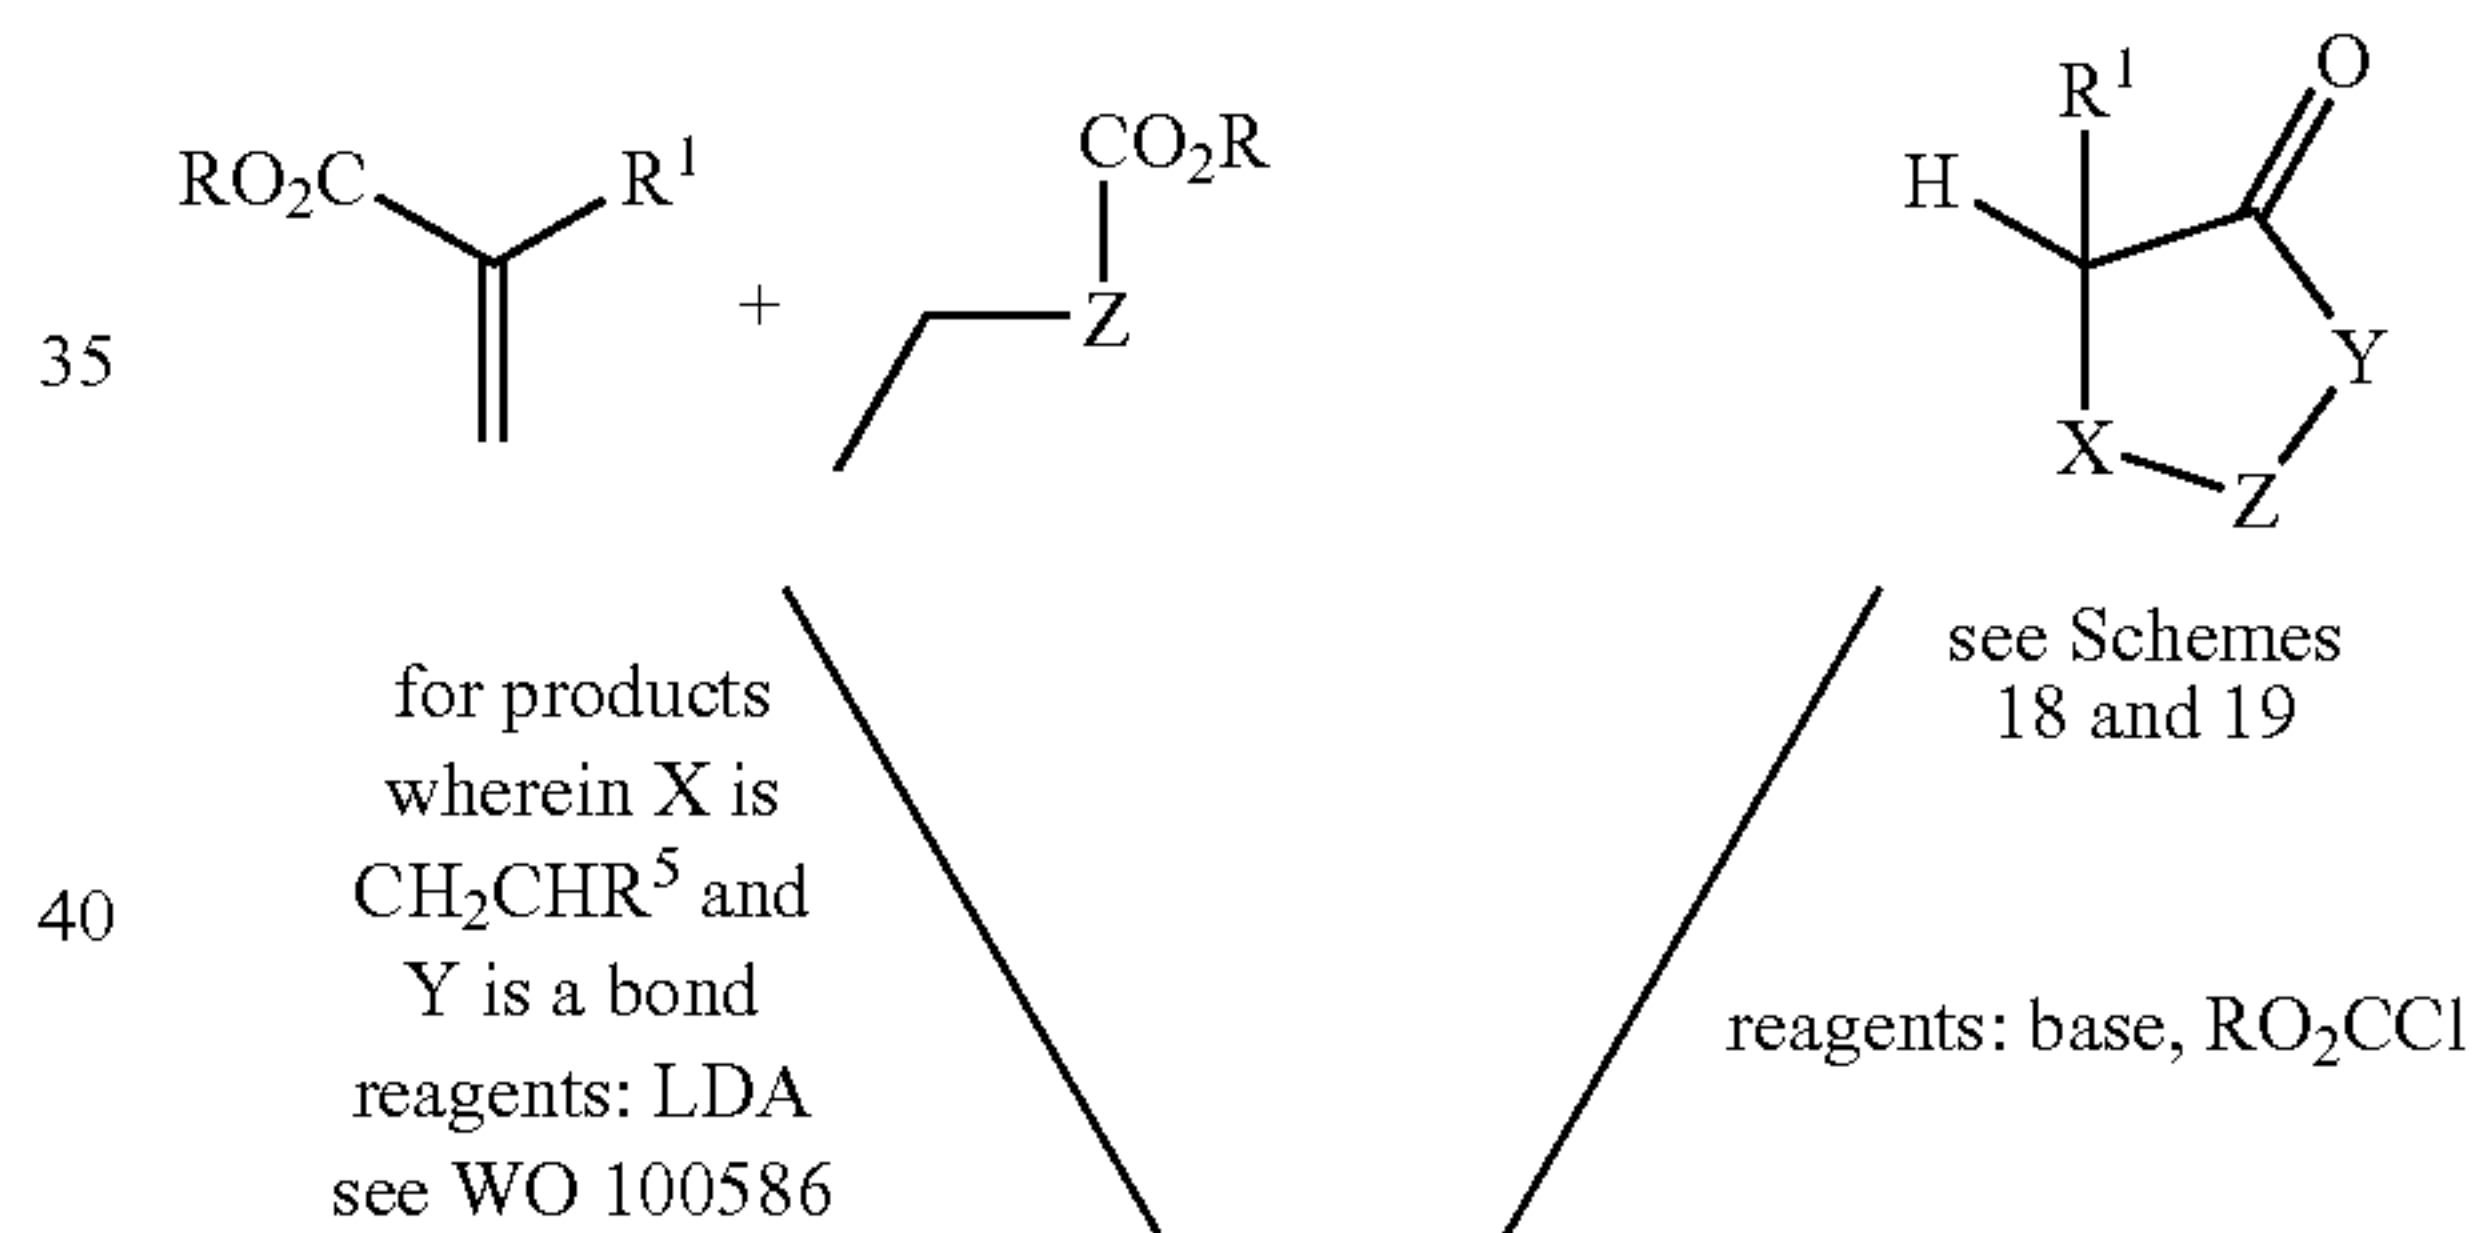 RO₂C
R¹
+
CO₂R
Z
35
R¹
O
H
Y
X
Z
for products
wherein X is
CH₂CHR⁵ and
Y is a bond
reagents: LDA
see WO 100586
40
see Schemes
18 and 19
reagents: base, RO₂CCl